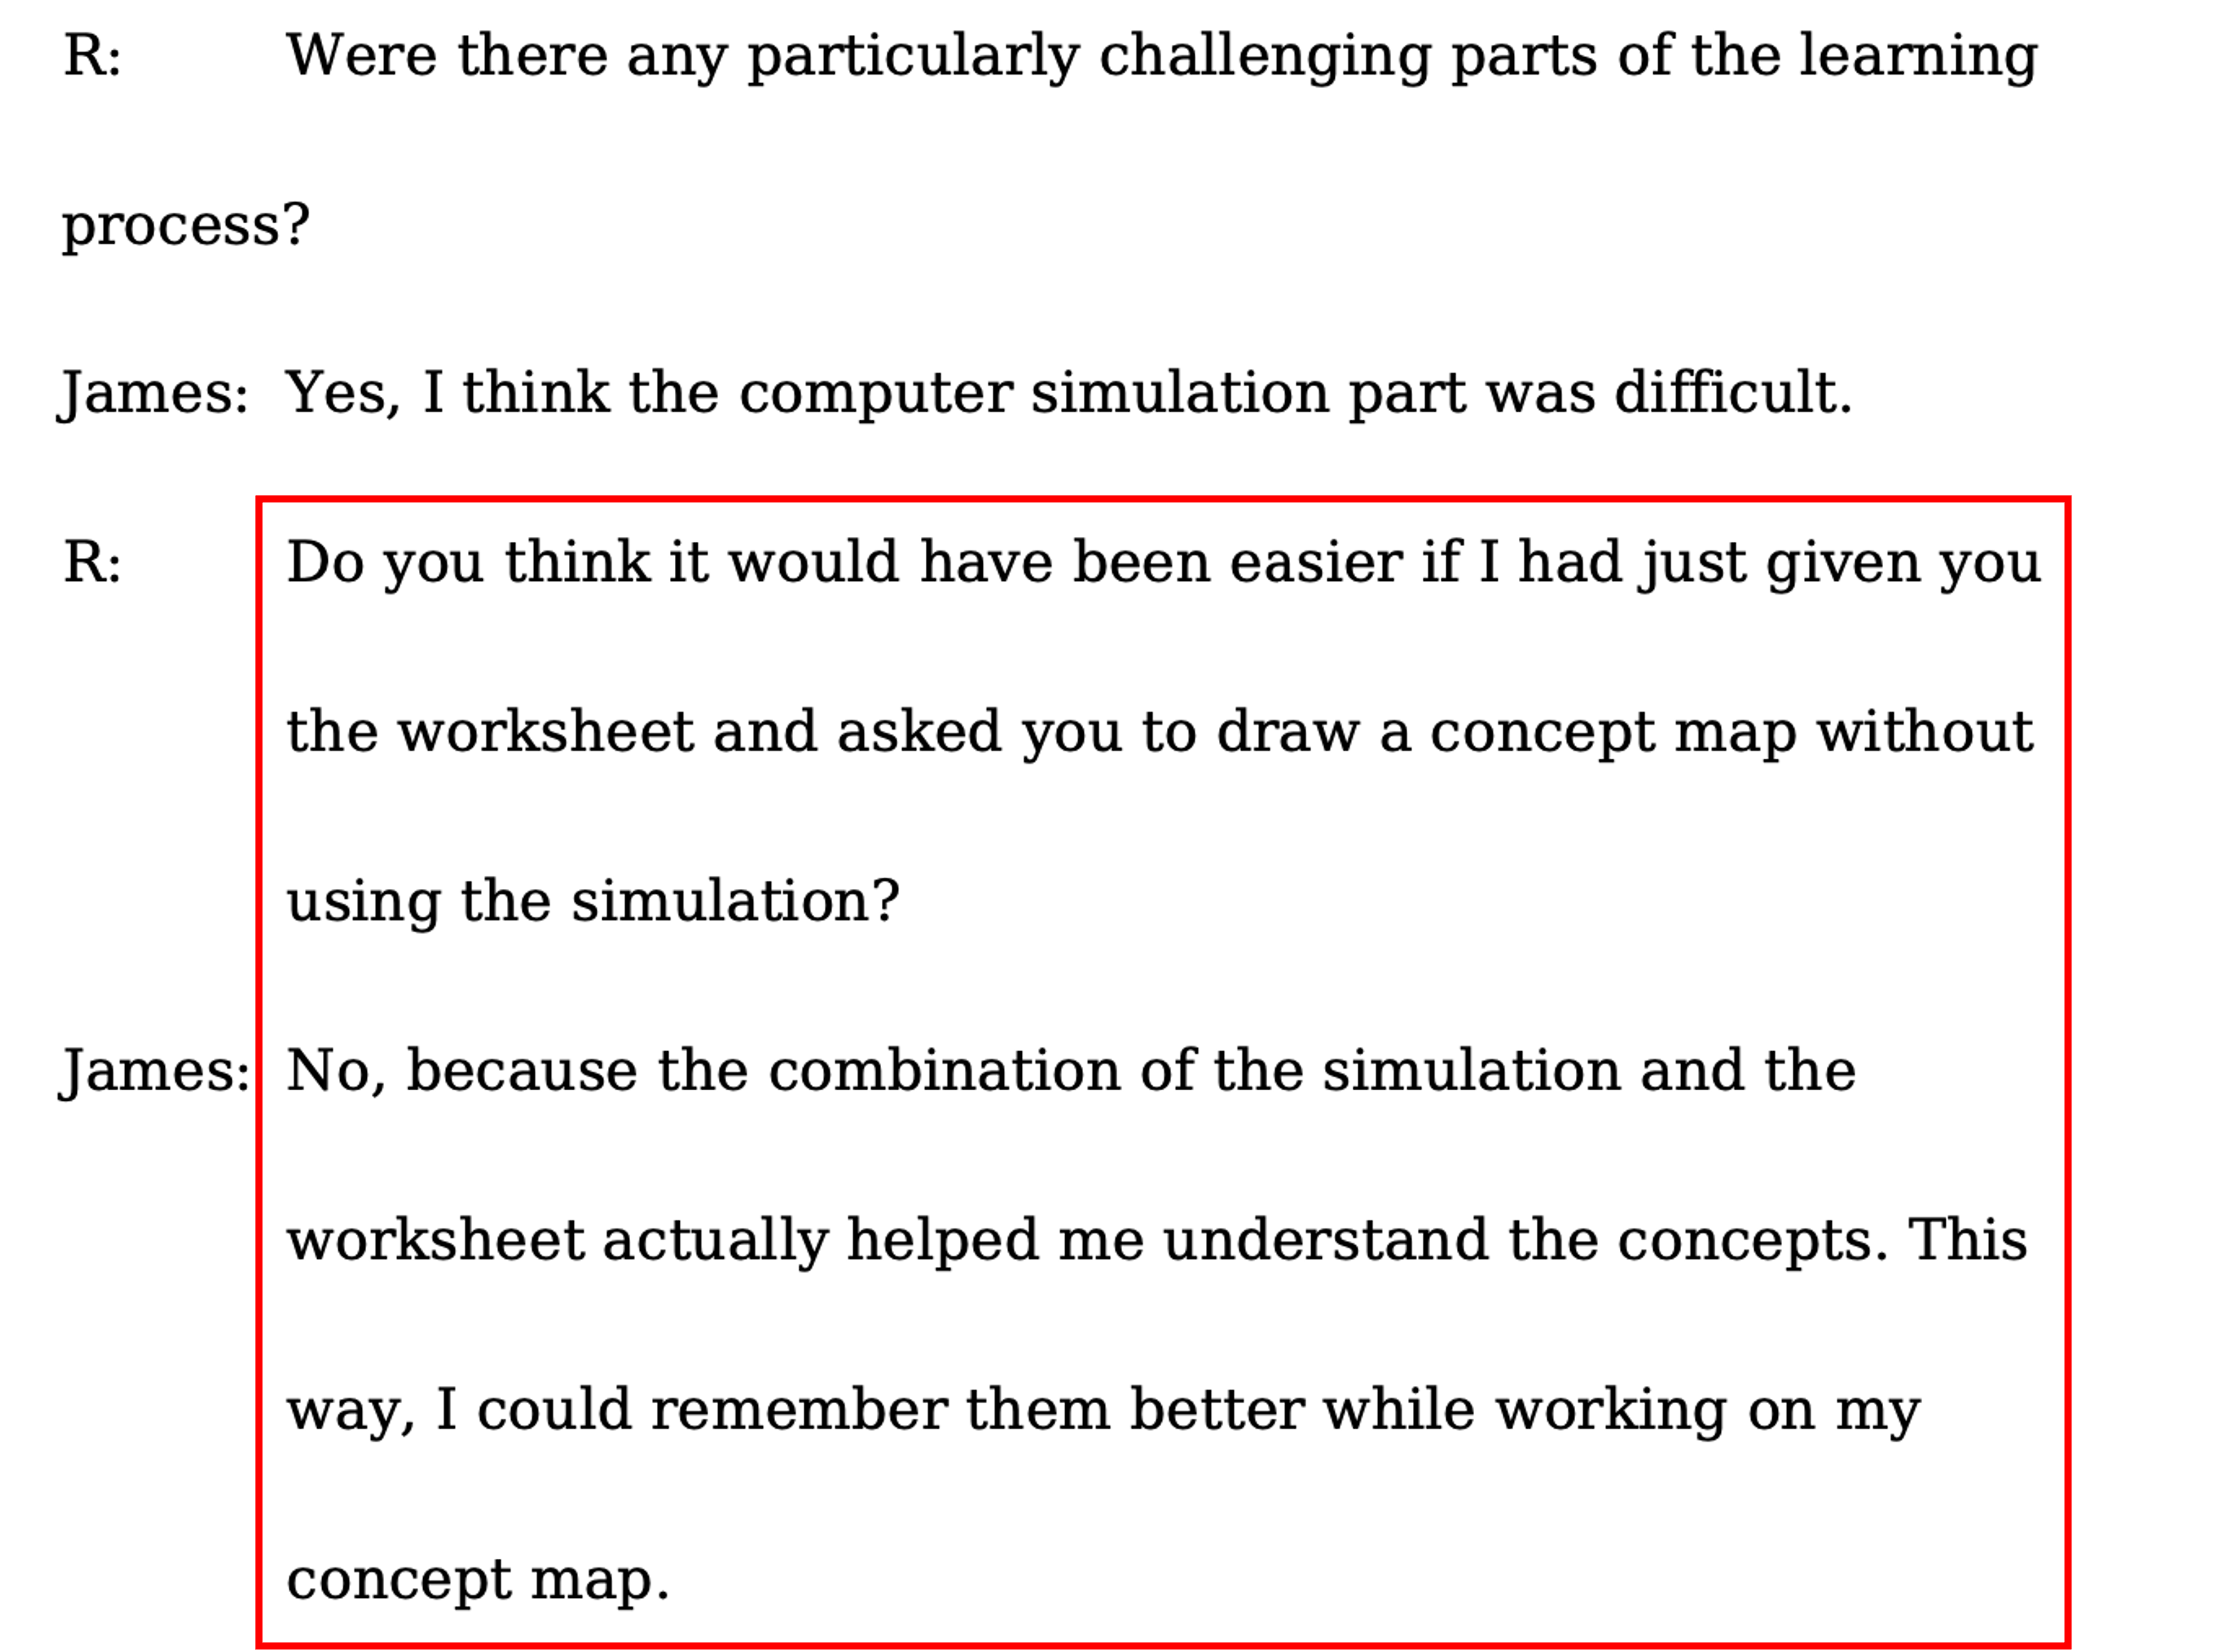 R: Were there any particularly challenging parts of the learning
process?
James: Yes, I think the computer simulation part was difficult.
R: Do you think it would have been easier if I had just given you
the worksheet and asked you to draw a concept map without
using the simulation?
James: No, because the combination of the simulation and the
worksheet actually helped me understand the concepts. This
way, I could remember them better while working on my
concept map.